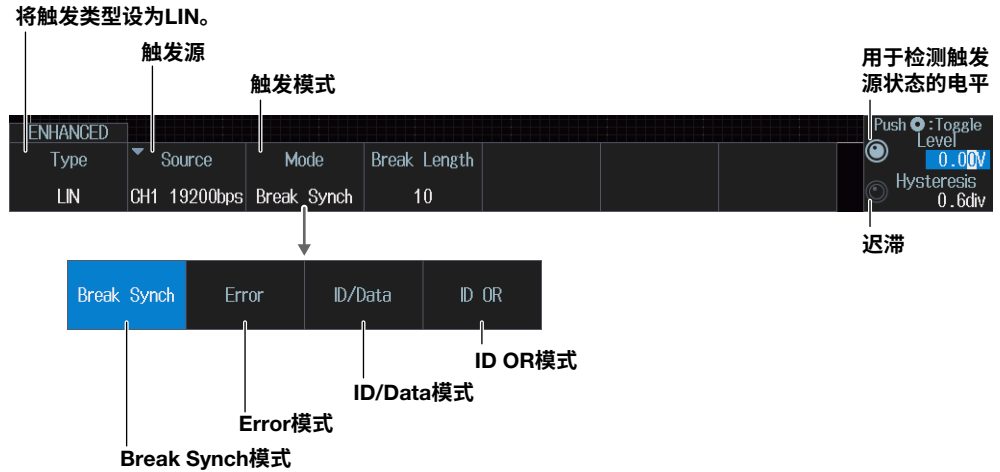 将触发类型设为LIN。
触发源
触发模式
用于检测触发
源状态的电平
ENHANCED
Type
LIN
Source
CH1 19200bps
Mode
Break Synch
Break Length
10
Push :Toggle
Level
0.00V
Hysteresis
0.6div
迟滞
Break Synch
Error
ID/Data
ID OR
ID OR模式
ID/Data模式
Error模式
Break Synch模式